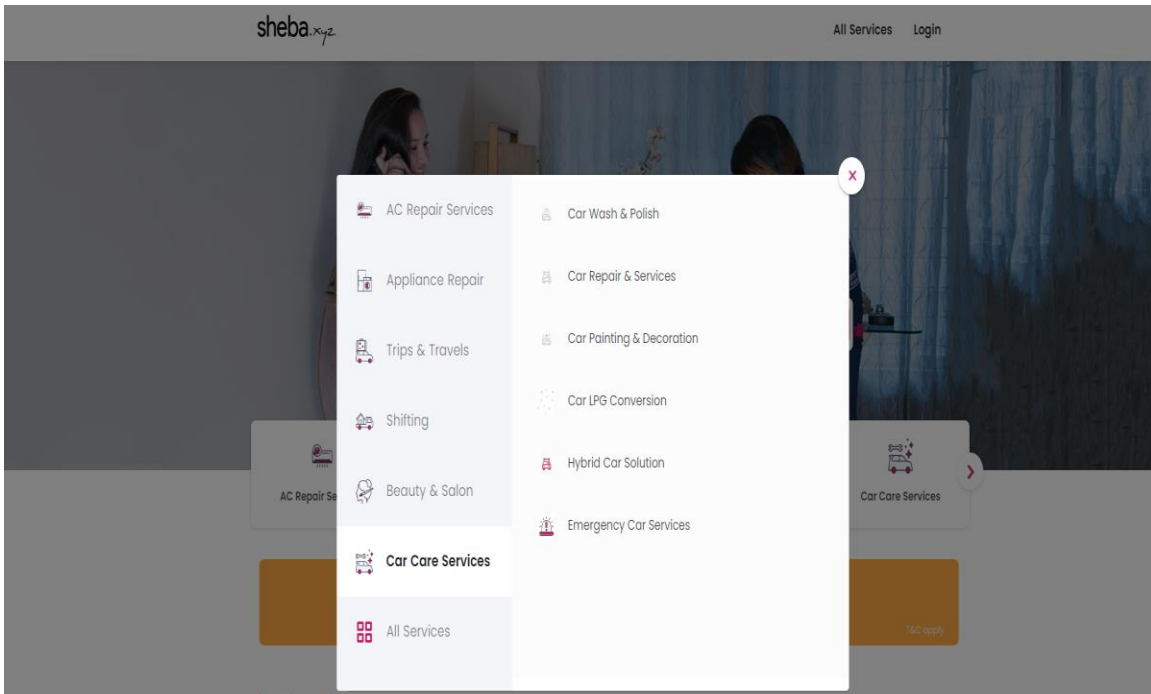 sheba.xyz
All Services
Login
x
AC Repair Services
Appliance Repair
Trips & Travels
Shifting
Beauty & Salon
Car Care Services
All Services
Car Wash & Polish
Car Repair & Services
Car Painting & Decoration
Car LPG Conversion
Hybrid Car Solution
Emergency Car Services
AC Repair Se
Car Care Services
T&C apply